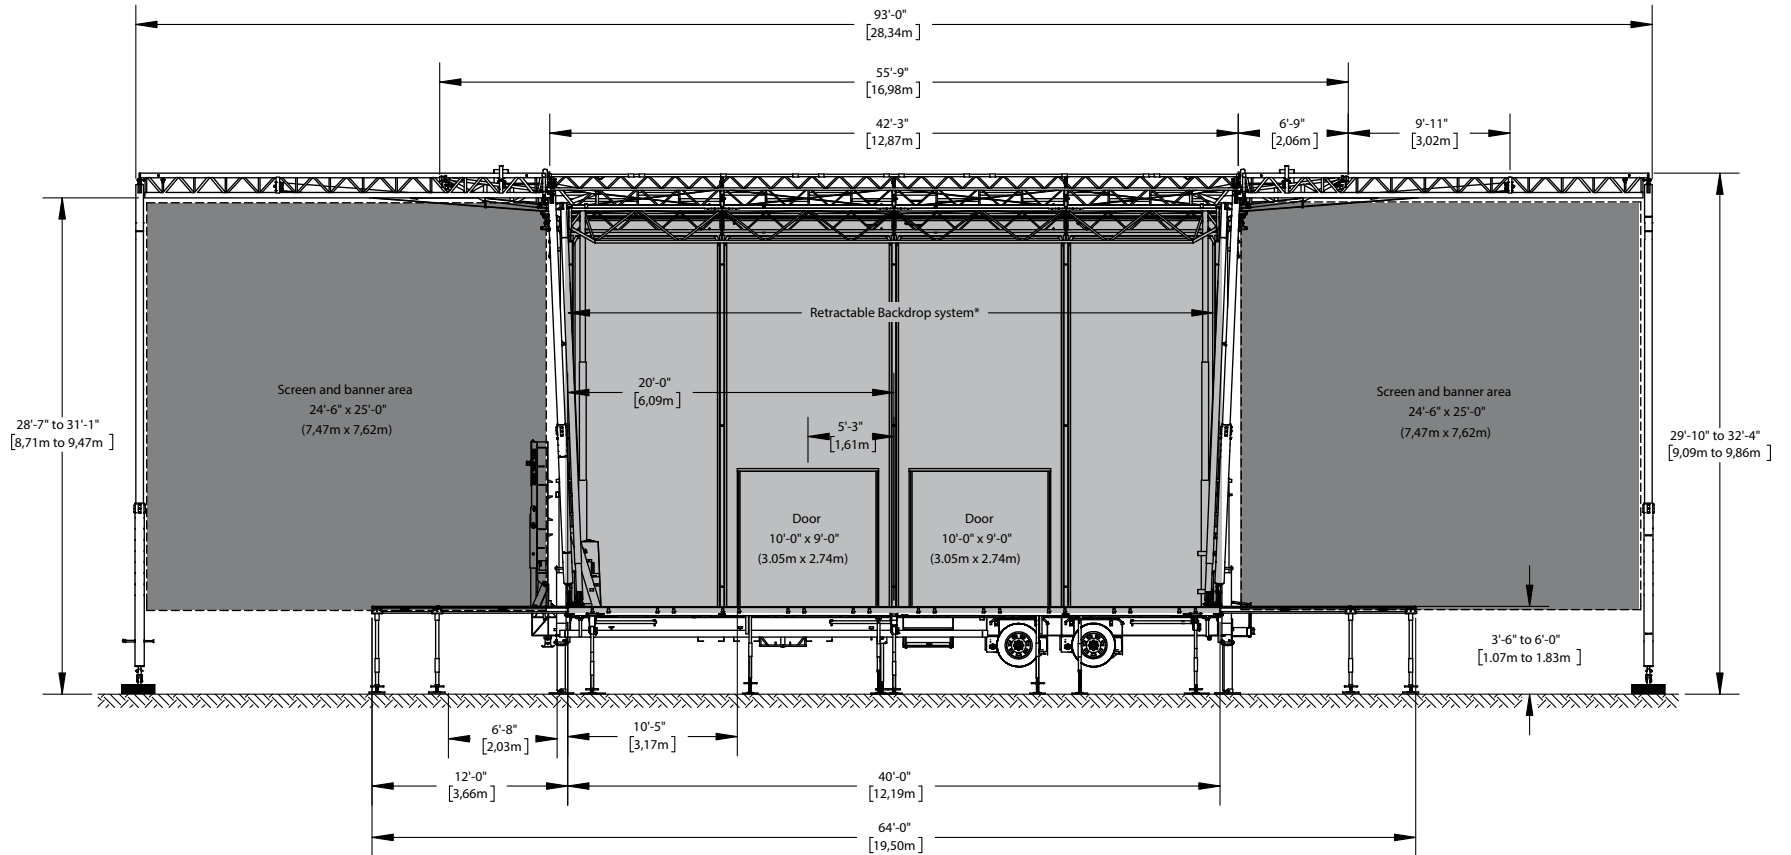 93'-0"
[28,34m]
55'-9"
[16,98m]
42'-3"
[12,87m]
6'-9"
[2,06m]
9'-11"
[3,02m]
Retractable Backdrop system*
20'-0"
[6,09m]
5'-3"
[1,61m]
Screen and banner area
24'-6" x 25'-0"
(7,47m x 7,62m)
Screen and banner area
24'-6" x 25'-0"
(7,47m x 7,62m)
28'-7" to 31'-1"
[8,71m to 9,47m]
29'-10" to 32'-4"
[9,09m to 9,86m]
Door
10'-0" x 9'-0"
(3.05m x 2.74m)
Door
10'-0" x 9'-0"
(3.05m x 2.74m)
3'-6" to 6'-0"
[1.07m to 1.83m]
6'-8"
[2,03m]
10'-5"
[3,17m]
12'-0"
[3,66m]
40'-0"
[12,19m]
64'-0"
[19,50m]